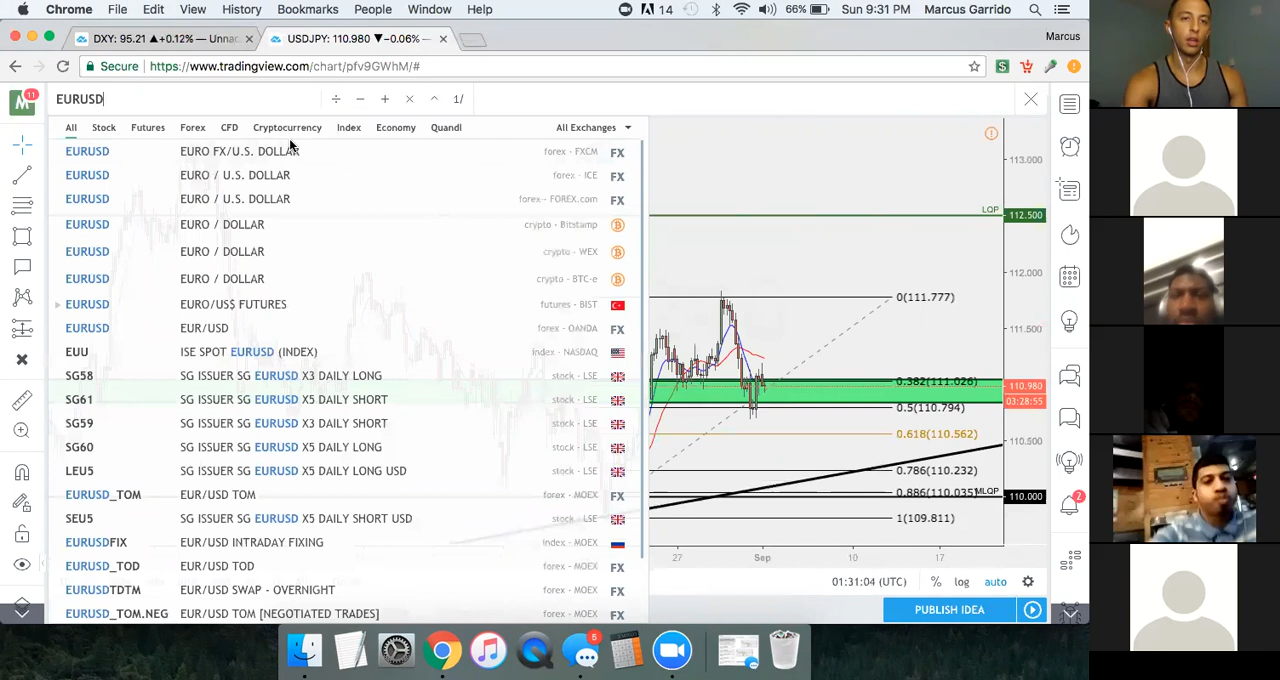 Chrome File Edit View History Bookmarks People Window Help 14 66% Sun 9:31 PM Marcus Garrido
DXY: 95.21 ▲+0.12% — Unna USDJPY: 110.980 ▼−0.06% — Marcus
Secure https://www.tradingview.com/chart/pfv9GWhM/#
M 11 EURUSD ÷ − + × 1/
All Stock Futures Forex CFD Cryptocurrency Index Economy Quandl All Exchanges
EURUSD EURO FX/U.S. DOLLAR forex - FXCM FX
EURUSD EURO / U.S. DOLLAR forex - ICE FX
EURUSD EURO / U.S. DOLLAR forex - FOREX.com FX
EURUSD EURO / DOLLAR crypto - Bitstamp
EURUSD EURO / DOLLAR crypto - WEX
EURUSD EURO / DOLLAR crypto - BTC-e
EURUSD EURO/US$ FUTURES futures - BIST
EURUSD EUR/USD forex - OANDA FX
EUU ISE SPOT EURUSD (INDEX) index - NASDAQ
SG58 SG ISSUER SG EURUSD X3 DAILY LONG stock - LSE
SG61 SG ISSUER SG EURUSD X5 DAILY SHORT stock - LSE
SG59 SG ISSUER SG EURUSD X3 DAILY SHORT stock - LSE
SG60 SG ISSUER SG EURUSD X5 DAILY LONG stock - LSE
LEU5 SG ISSUER SG EURUSD X5 DAILY LONG USD stock - LSE
EURUSD_TOM EUR/USD TOM forex - MOEX FX
SEU5 SG ISSUER SG EURUSD X5 DAILY SHORT USD stock - LSE
EURUSDFIX EUR/USD INTRADAY FIXING index - MOEX
EURUSD_TOD EUR/USD TOD forex - MOEX FX
EURUSDTDTM EUR/USD SWAP - OVERNIGHT forex - MOEX FX
EURUSD_TOM.NEG EUR/USD TOM [NEGOTIATED TRADES] forex - MOEX FX
113.000
LQP 112.500
112.000
0(111.777)
111.500
0.382(111.026)
110.980
03:28:55
0.5(110.794)
0.618(110.562)
110.500
0.786(110.232)
0.886(110.035) MLQP 110.000
1(109.811)
27 Sep 10 17
01:31:04 (UTC) % log auto
PUBLISH IDEA
2
5